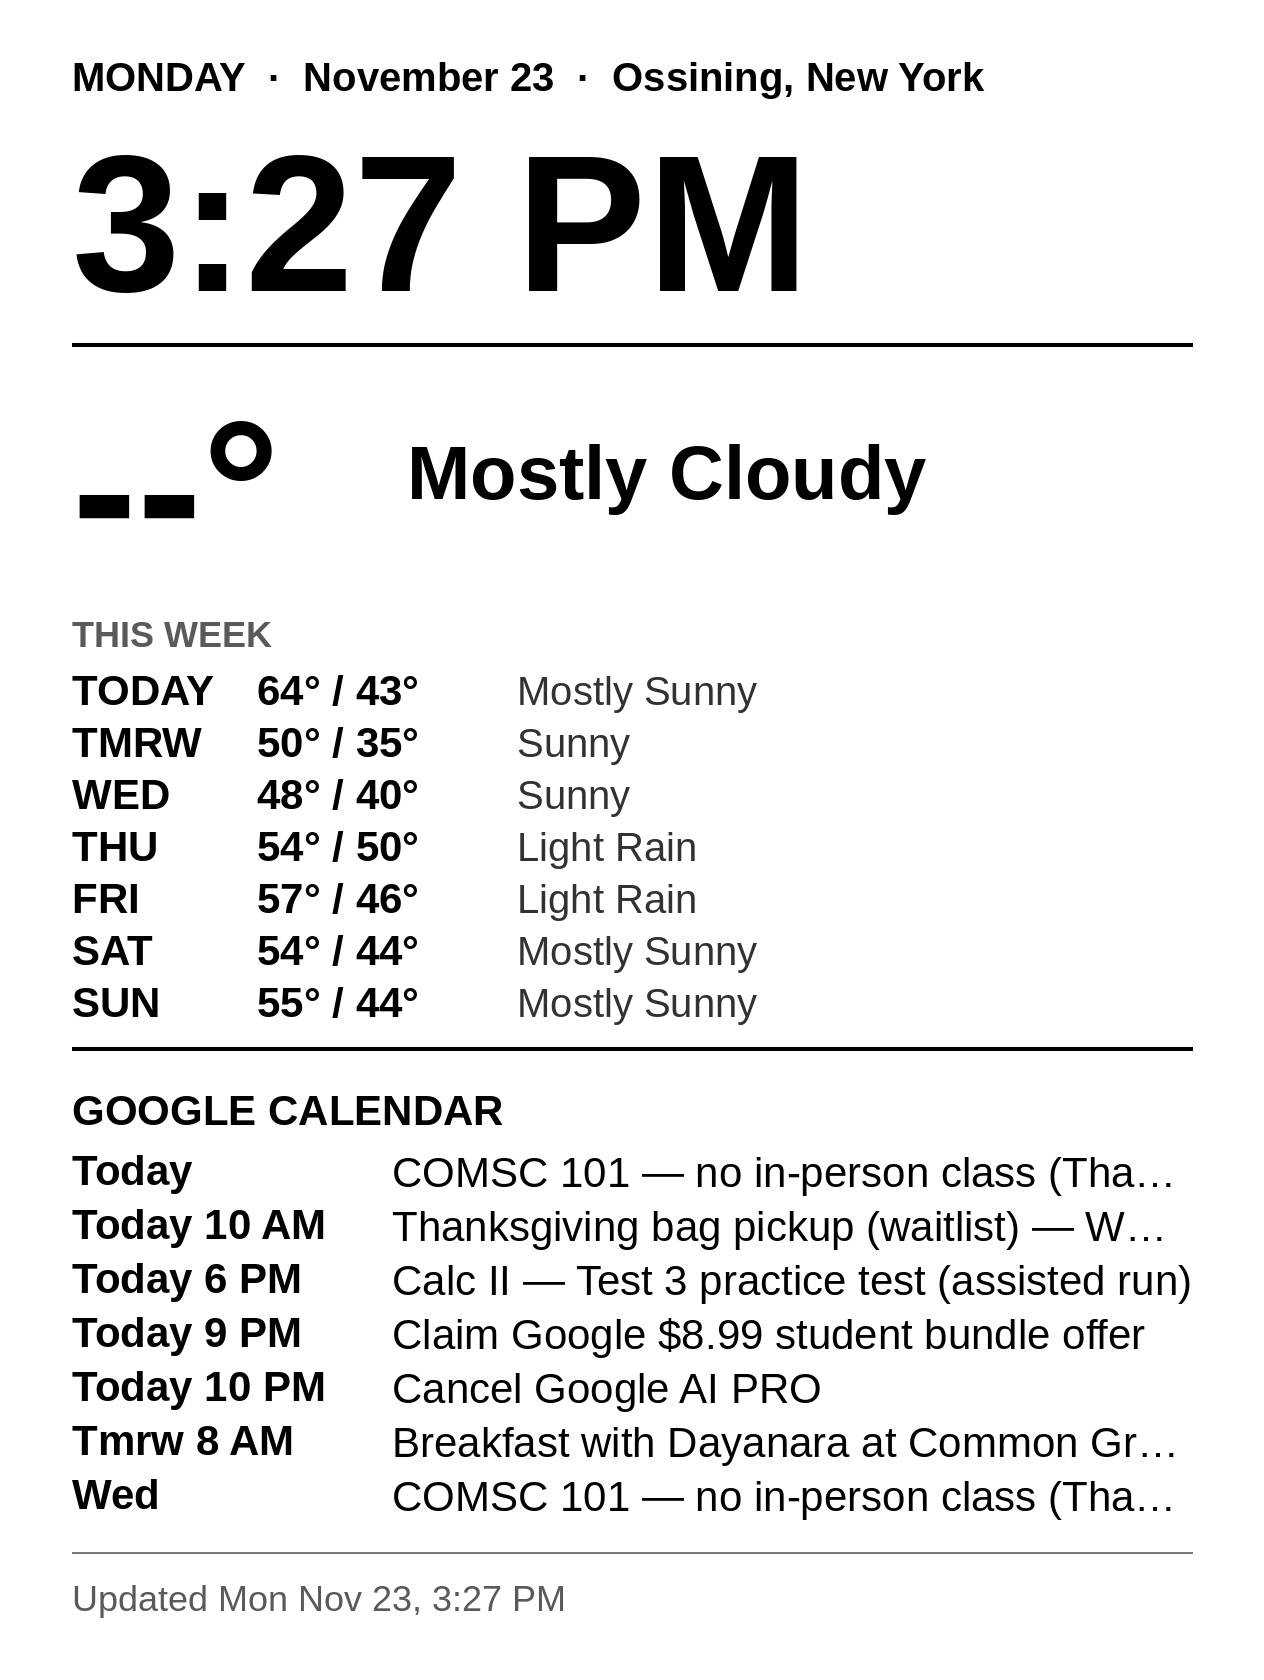 MONDAY · November 23 · Ossining, New York
3:27 PM
--° Mostly Cloudy
THIS WEEK
TODAY 64° / 43° Mostly Sunny
TMRW 50° / 35° Sunny
WED 48° / 40° Sunny
THU 54° / 50° Light Rain
FRI 57° / 46° Light Rain
SAT 54° / 44° Mostly Sunny
SUN 55° / 44° Mostly Sunny
GOOGLE CALENDAR
Today COMSC 101 — no in-person class (Tha…
Today 10 AM Thanksgiving bag pickup (waitlist) — W…
Today 6 PM Calc II — Test 3 practice test (assisted run)
Today 9 PM Claim Google $8.99 student bundle offer
Today 10 PM Cancel Google AI PRO
Tmrw 8 AM Breakfast with Dayanara at Common Gr…
Wed COMSC 101 — no in-person class (Tha…
Updated Mon Nov 23, 3:27 PM